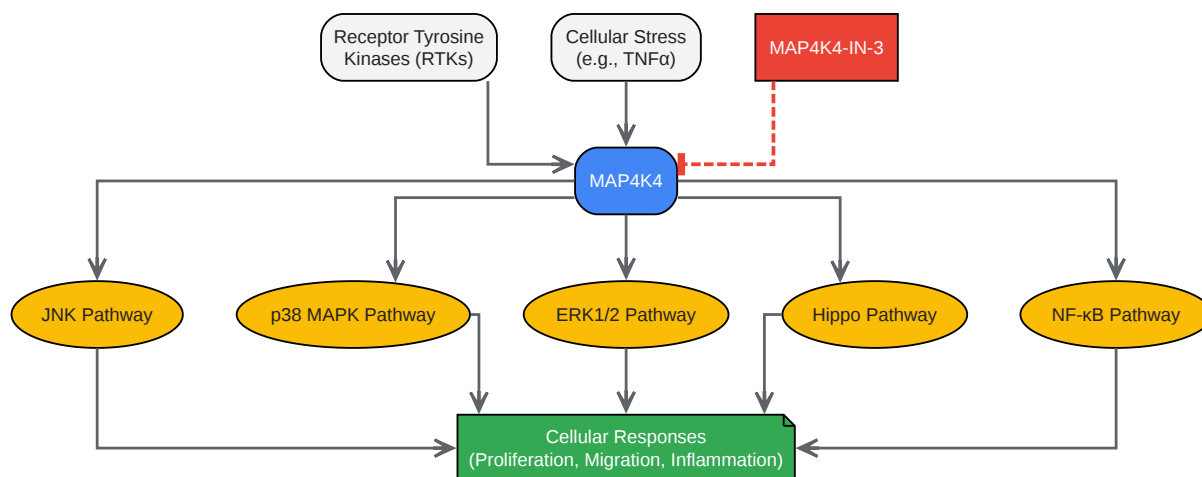 Receptor Tyrosine
Kinases (RTKs)
Cellular Stress
(e.g., TNFα)
MAP4K4-IN-3
MAP4K4
JNK Pathway
p38 MAPK Pathway
ERK1/2 Pathway
Hippo Pathway
NF-κB Pathway
Cellular Responses
(Proliferation, Migration, Inflammation)